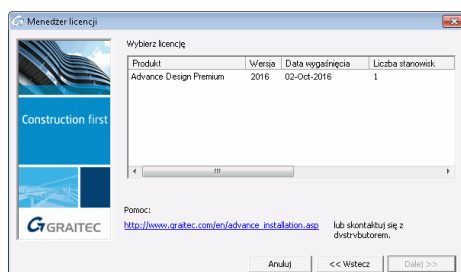 Menedżer licencji
Wybierz licencję
Produkt Wersja Data wygaśnięcia Liczba stanowisk
Advance Design Premium 2016 02-Oct-2016 1
Construction first
GRAITEC
Pomoc:
http://www.graitec.com/en/advance_installation.asp lub skontaktuj się z
dystrybutorem.
Anuluj << Wstecz Dalej >>